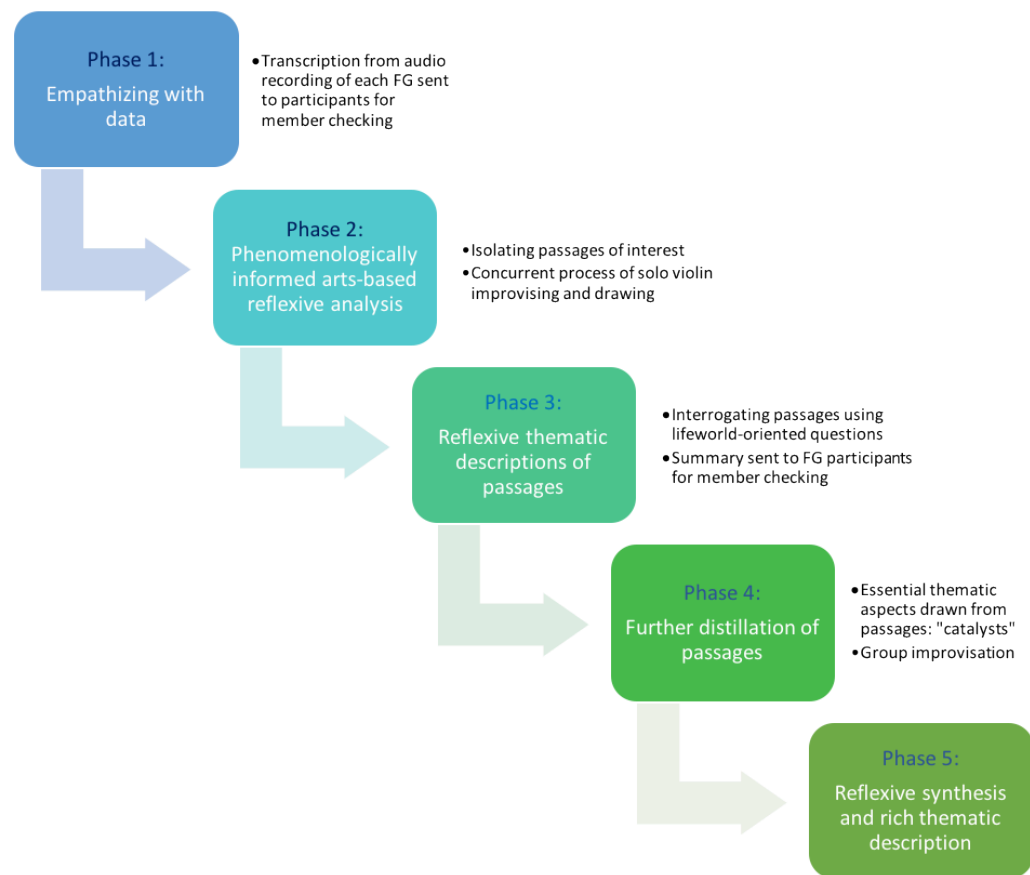 Phase 1:
Empathizing with
data
•Transcription from audio
recording of each FG sent
to participants for
member checking
Phase 2:
Phenomenologically
informed arts-based
reflexive analysis
•Isolating passages of interest
•Concurrent process of solo violin
improvising and drawing
Phase 3:
Reflexive thematic
descriptions of
passages
•Interrogating passages using
lifeworld-oriented questions
•Summary sent to FG participants
for member checking
Phase 4:
Further distillation of
passages
•Essential thematic
aspects drawn from
passages: "catalysts"
•Group improvisation
Phase 5:
Reflexive synthesis
and rich thematic
description